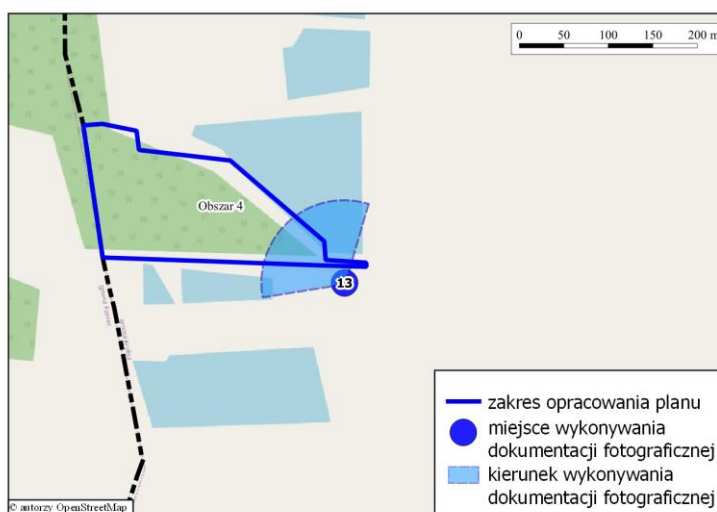 0 50 100 150 200 m
Obszar 4
13
zakres opracowania planu
miejsce wykonywania
dokumentacji fotograficznej
kierunek wykonywania
dokumentacji fotograficznej
© autorzy OpenStreetMap